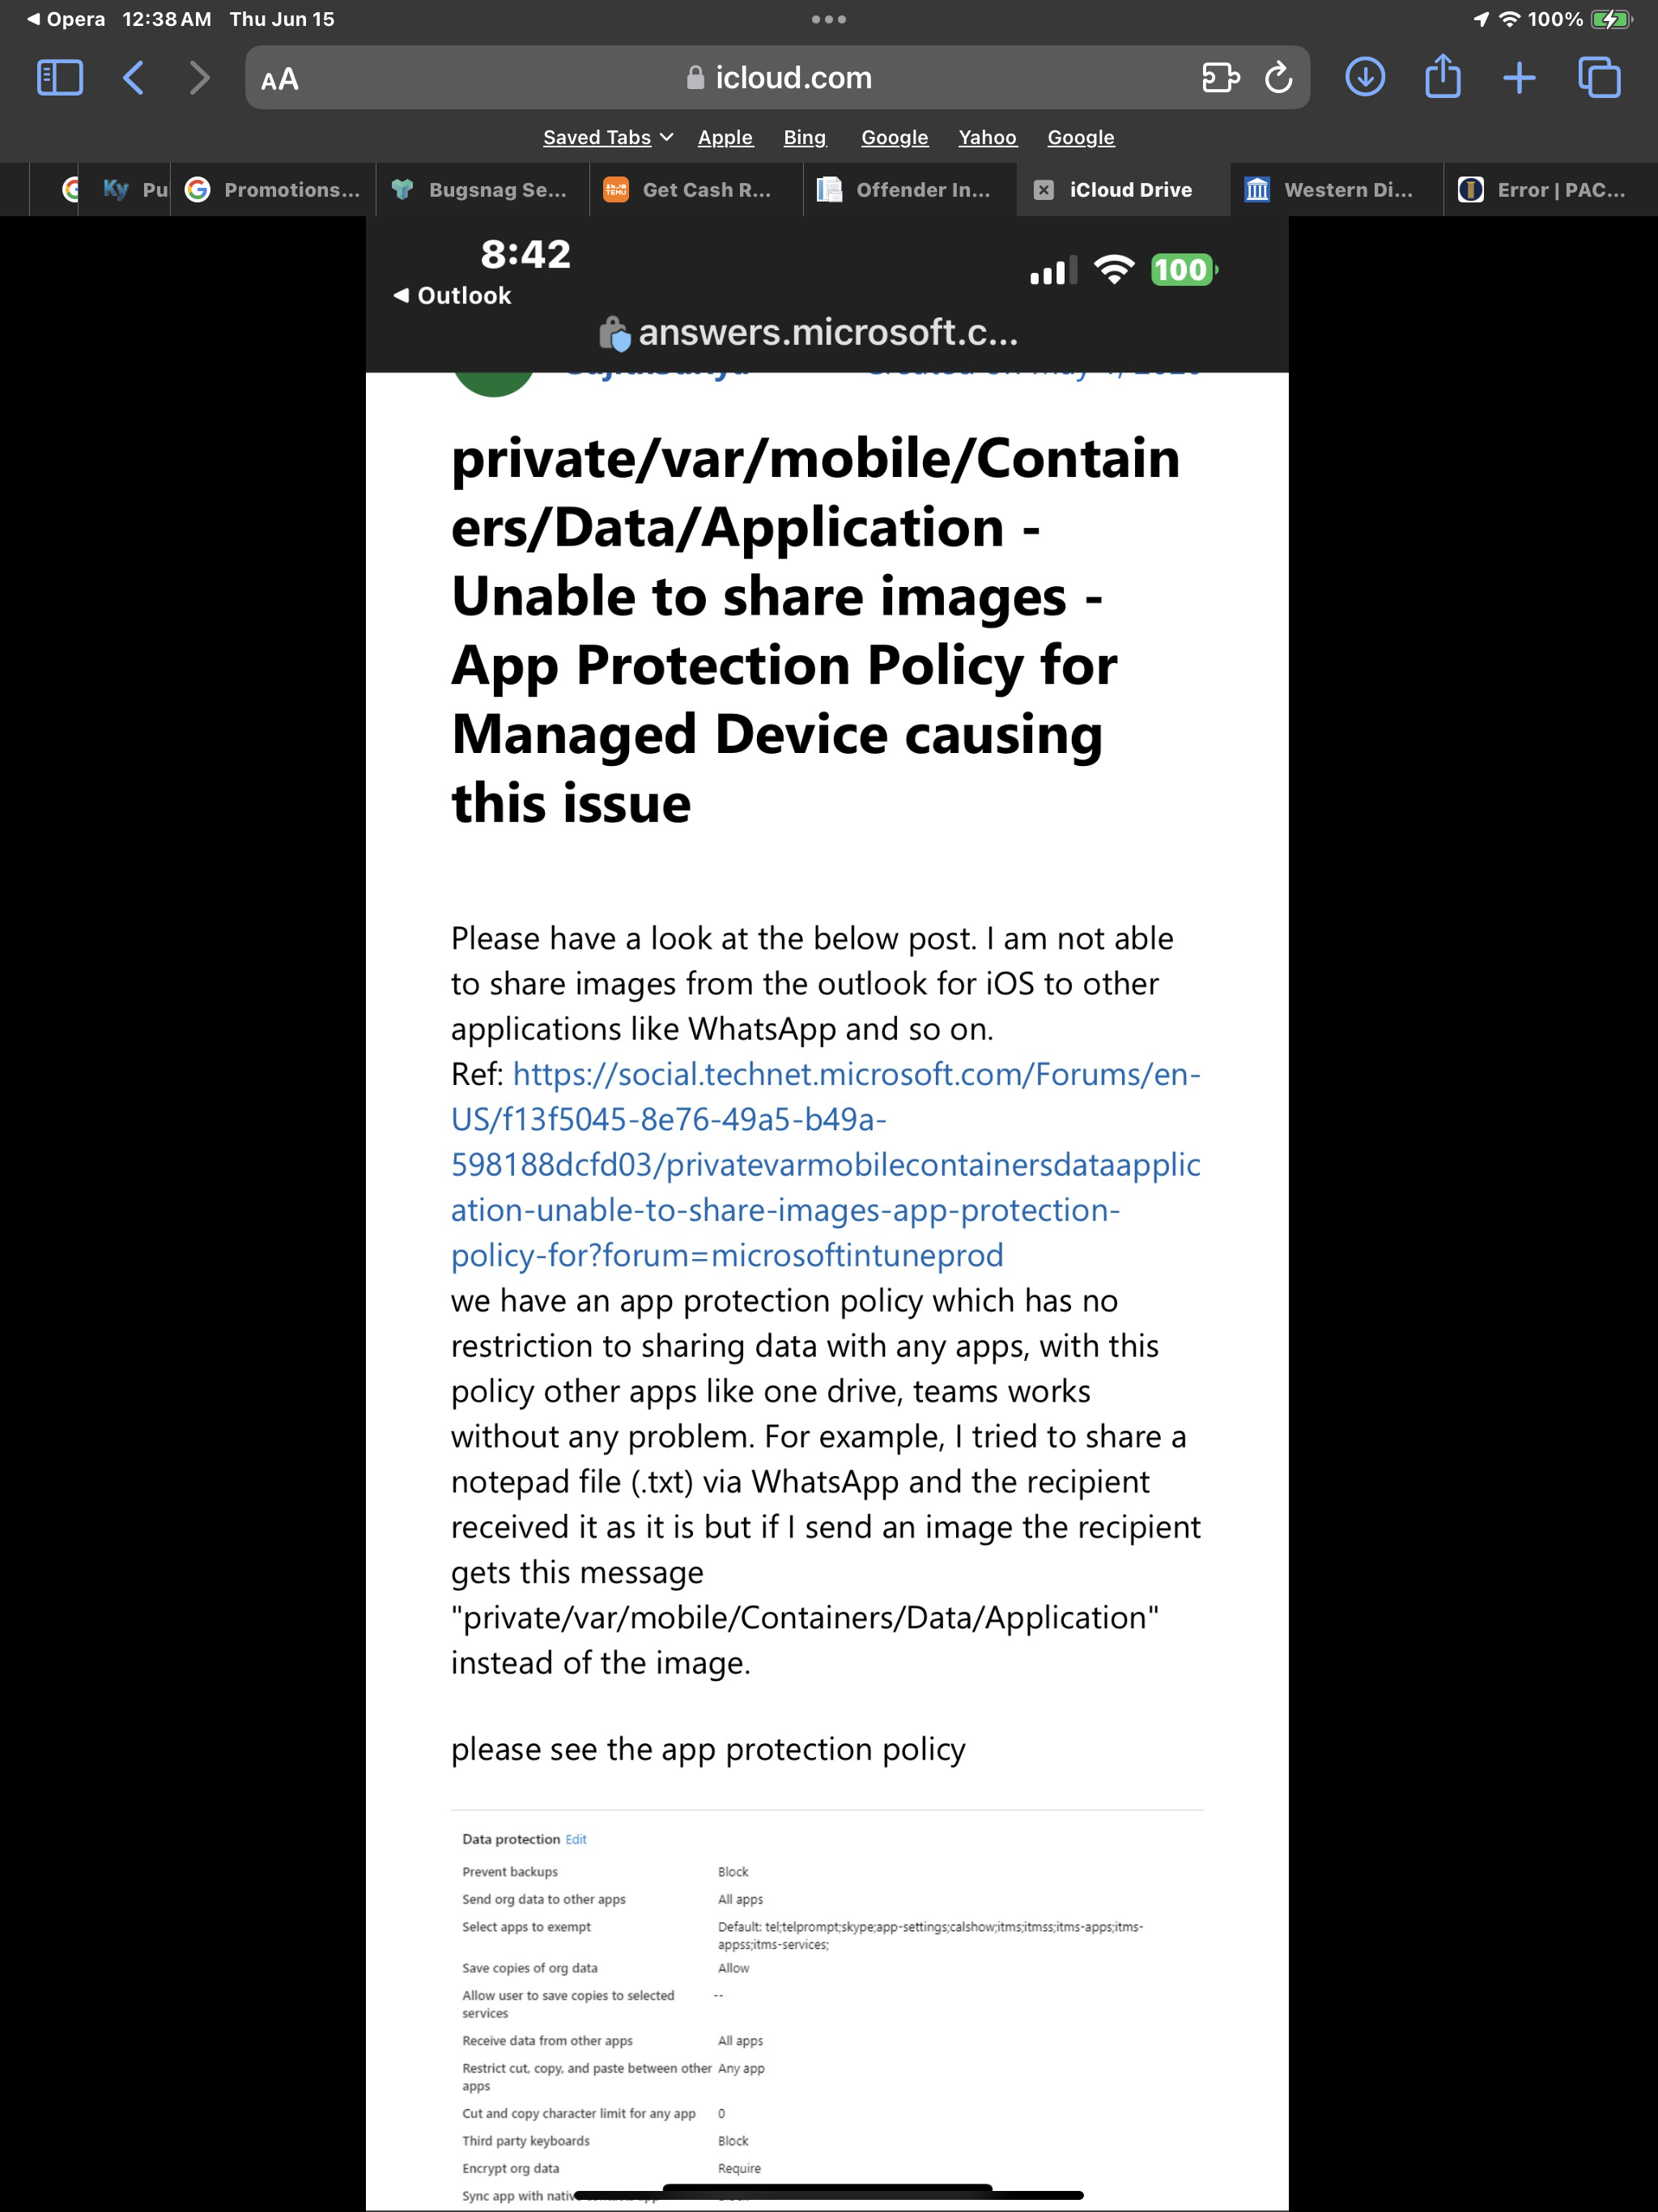 Opera 12:38 AM Thu Jun 15 100%
AA icloud.com
Saved Tabs Apple Bing Google Yahoo Google
Ky Pu Promotions... Bugsnag Se... Get Cash R... Offender In... iCloud Drive Western Di... Error | PAC...
8:42 100
Outlook
answers.microsoft.c...
private/var/mobile/Contain
ers/Data/Application -
Unable to share images -
App Protection Policy for
Managed Device causing
this issue
Please have a look at the below post. I am not able
to share images from the outlook for iOS to other
applications like WhatsApp and so on.
Ref: https://social.technet.microsoft.com/Forums/en-
US/f13f5045-8e76-49a5-b49a-
598188dcfd03/privatevarmobilecontainersdataapplic
ation-unable-to-share-images-app-protection-
policy-for?forum=microsoftintuneprod
we have an app protection policy which has no
restriction to sharing data with any apps, with this
policy other apps like one drive, teams works
without any problem. For example, I tried to share a
notepad file (.txt) via WhatsApp and the recipient
received it as it is but if I send an image the recipient
gets this message
"private/var/mobile/Containers/Data/Application"
instead of the image.
please see the app protection policy
Data protection Edit
Prevent backups Block
Send org data to other apps All apps
Select apps to exempt Default: tel;telprompt;skype;app-settings;calshow;itms;itmss;itms-apps;itms-
appss;itms-services;
Save copies of org data Allow
Allow user to save copies to selected --
services
Receive data from other apps All apps
Restrict cut, copy, and paste between other Any app
apps
Cut and copy character limit for any app 0
Third party keyboards Block
Encrypt org data Require
Sync app with